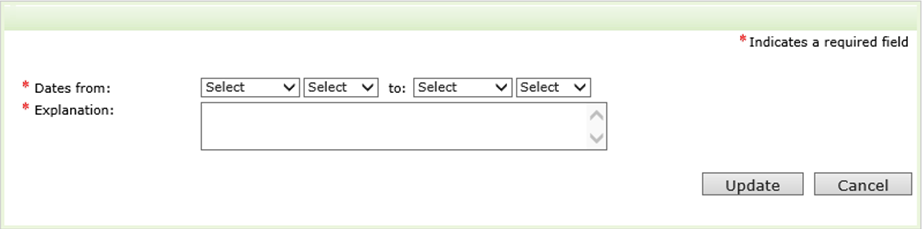 * Indicates a required field
* Dates from: Select Select to: Select Select
* Explanation:
Update Cancel